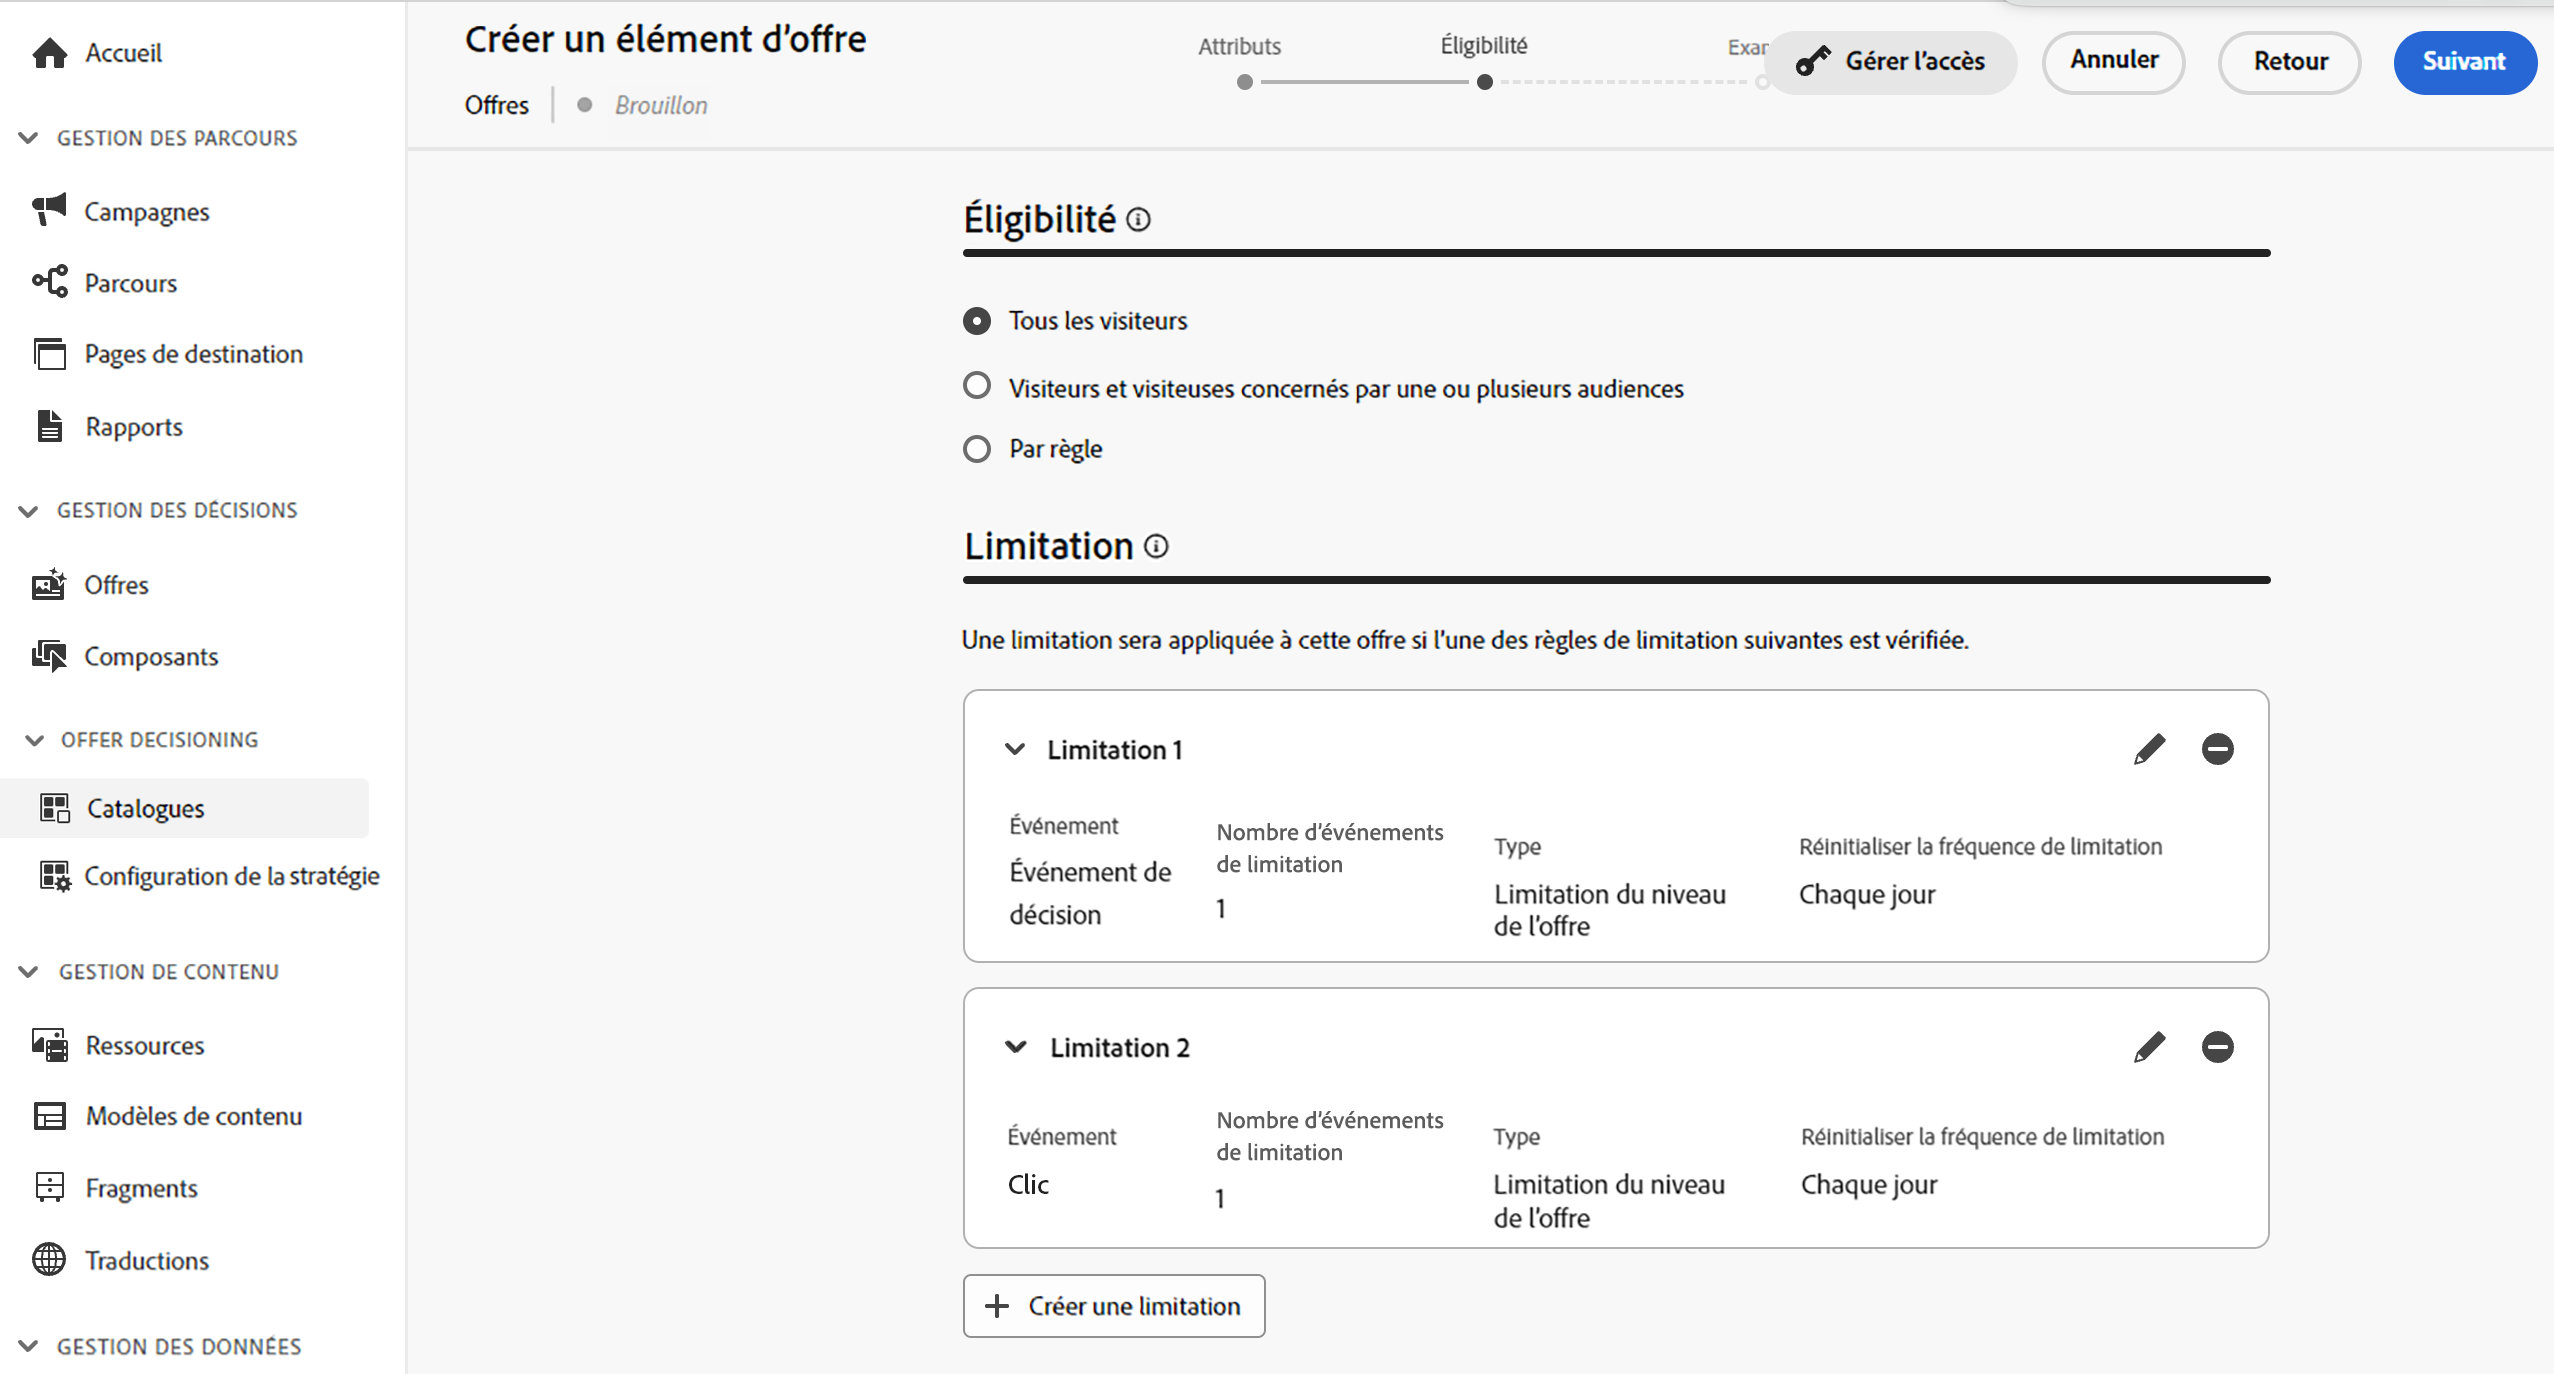 Accueil
GESTION DES PARCOURS
Campagnes
Parcours
Pages de destination
Rapports
GESTION DES DÉCISIONS
Offres
Composants
OFFER DECISIONING
Catalogues
Configuration de la stratégie
GESTION DE CONTENU
Ressources
Modèles de contenu
Fragments
Traductions
GESTION DES DONNÉES
Créer un élément d’offre
Offres
Brouillon
Attributs
Éligibilité
Gérer l’accès
Annuler
Retour
Suivant
Éligibilité
Tous les visiteurs
Visiteurs et visiteuses concernés par une ou plusieurs audiences
Par règle
Limitation
Une limitation sera appliquée à cette offre si l’une des règles de limitation suivantes est vérifiée.
Limitation 1
Événement
Événement de
décision
Nombre d’événements
de limitation
1
Type
Limitation du niveau
de l’offre
Réinitialiser la fréquence de limitation
Chaque jour
Limitation 2
Événement
Clic
Nombre d’événements
de limitation
1
Type
Limitation du niveau
de l’offre
Réinitialiser la fréquence de limitation
Chaque jour
Créer une limitation